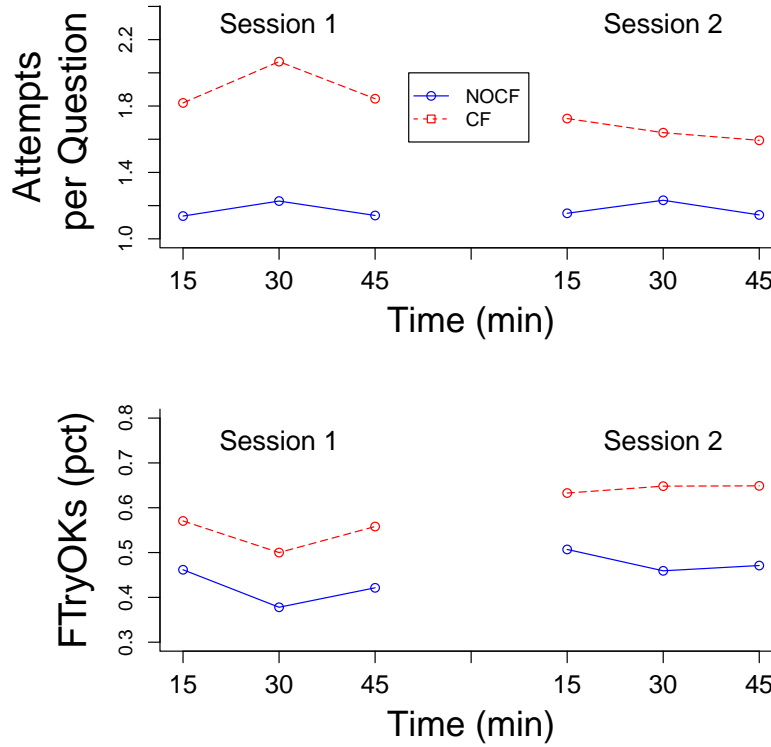 Session 1
Session 2
2.2
1.8
1.4
1.0
Attempts
per Question
NOCF
CF
15 30 45 15 30 45
Time (min)
Session 1
Session 2
0.8
0.7
0.6
0.5
0.4
0.3
FTryOKs (pct)
15 30 45 15 30 45
Time (min)